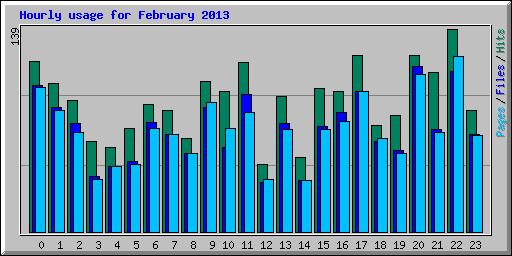 Hourly usage for February 2013
139
Pages/Files/Hits
0 1 2 3 4 5 6 7 8 9 10 11 12 13 14 15 16 17 18 19 20 21 22 23